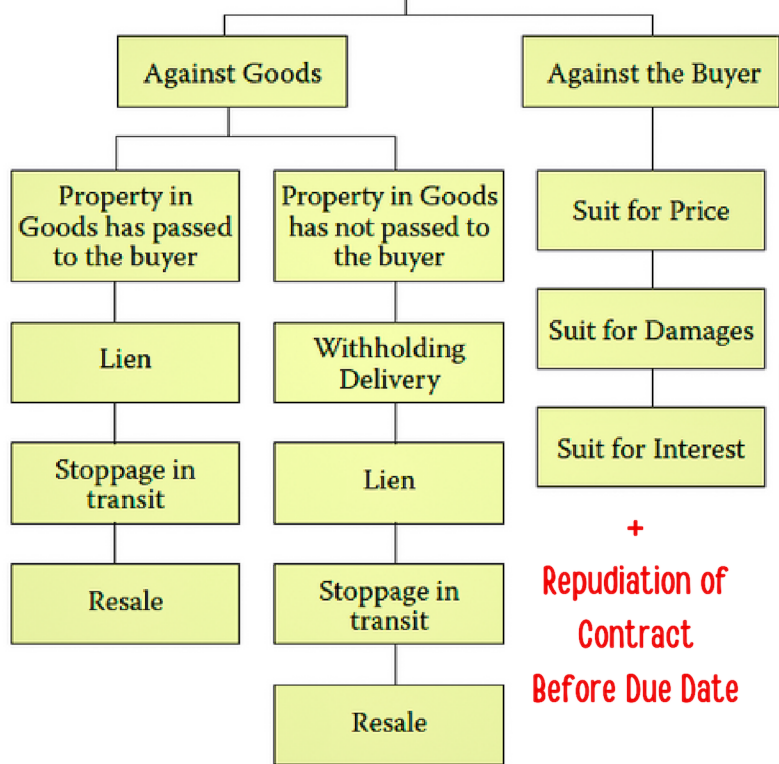 Against Goods
Against the Buyer
Property in
Goods has passed
to the buyer
Property in Goods
has not passed to
the buyer
Suit for Price
Lien
Withholding
Delivery
Suit for Damages
Stoppage in
transit
Lien
Suit for Interest
Resale
Stoppage in
transit
+
Repudiation of
Contract
Before Due Date
Resale